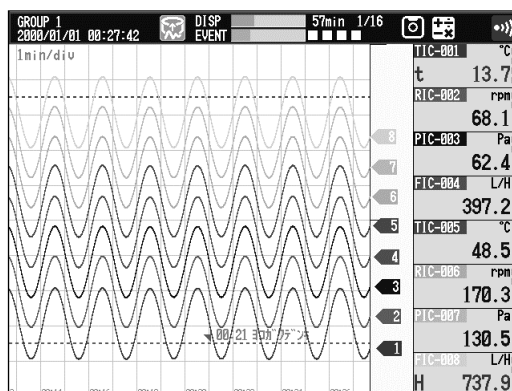 GROUP 1
2000/01/01 00:27:42
DISP
EVENT
57min 1/16
1min/div
TIC-001 °C
t 13.7
RIC-002 rpm
68.1
PIC-003 Pa
62.4
FIC-004 L/H
397.2
TIC-005 °C
48.5
RIC-006 rpm
170.3
PIC-007 Pa
130.5
FIC-008 L/H
H 737.9
8
7
6
5
4
3
2
1
00:21